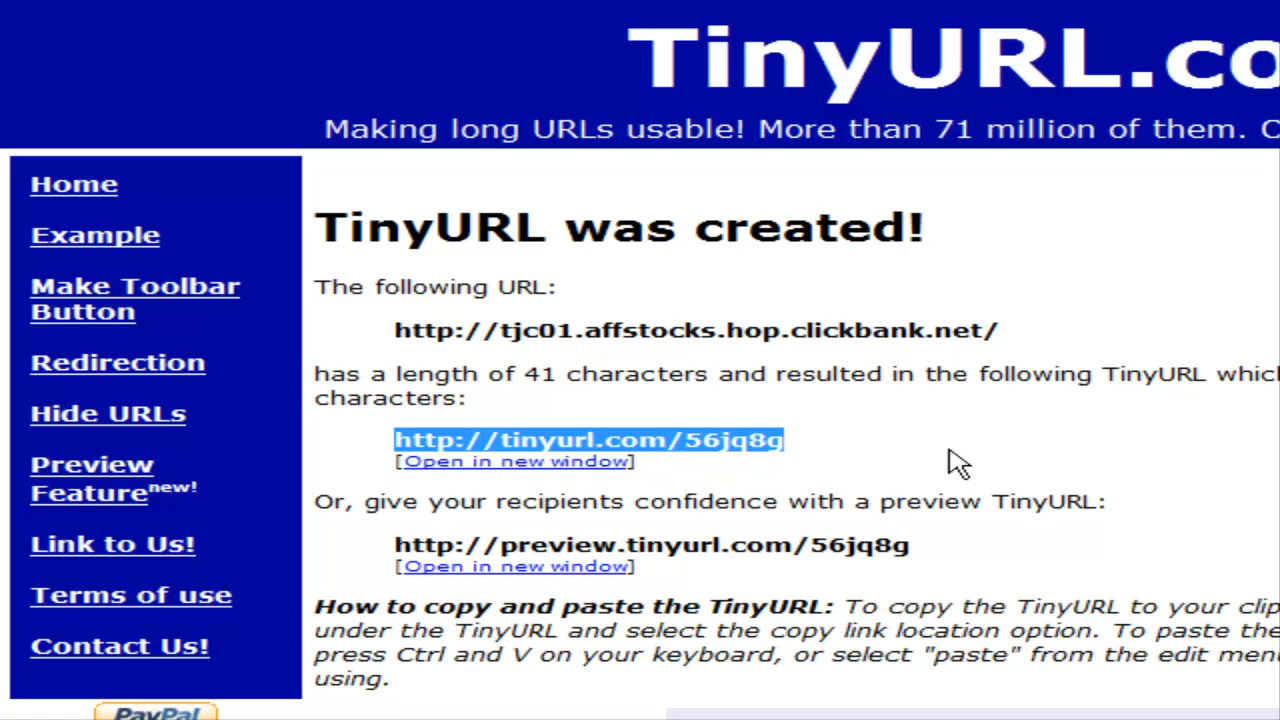 TinyURL.co
Making long URLs usable! More than 71 million of them.
Home
Example
Make Toolbar
Button
Redirection
Hide URLs
Preview
Feature new!
Link to Us!
Terms of use
Contact Us!
PayPal
TinyURL was created!
The following URL:
http://tjc01.affstocks.hop.clickbank.net/
has a length of 41 characters and resulted in the following TinyURL whic
characters:
http://tinyurl.com/56jq8g
[Open in new window]
Or, give your recipients confidence with a preview TinyURL:
http://preview.tinyurl.com/56jq8g
[Open in new window]
How to copy and paste the TinyURL: To copy the TinyURL to your clip
under the TinyURL and select the copy link location option. To paste the
press Ctrl and V on your keyboard, or select "paste" from the edit menu
using.